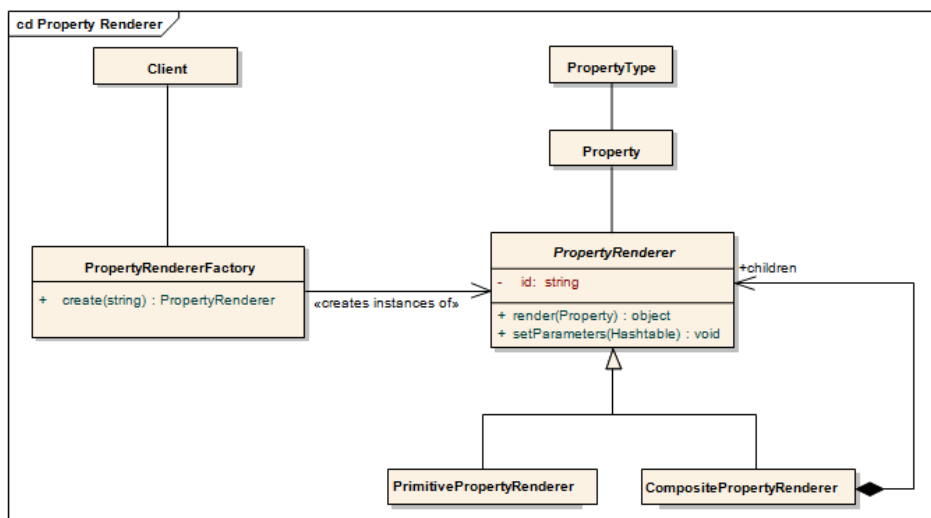 cd Property Renderer
Client
PropertyType
Property
PropertyRendererFactory
+ create(string) : PropertyRenderer
«creates instances of»
PropertyRenderer
- id: string
+ render(Property) : object
+ setParameters(Hashtable) : void
+children
PrimitivePropertyRenderer
CompositePropertyRenderer